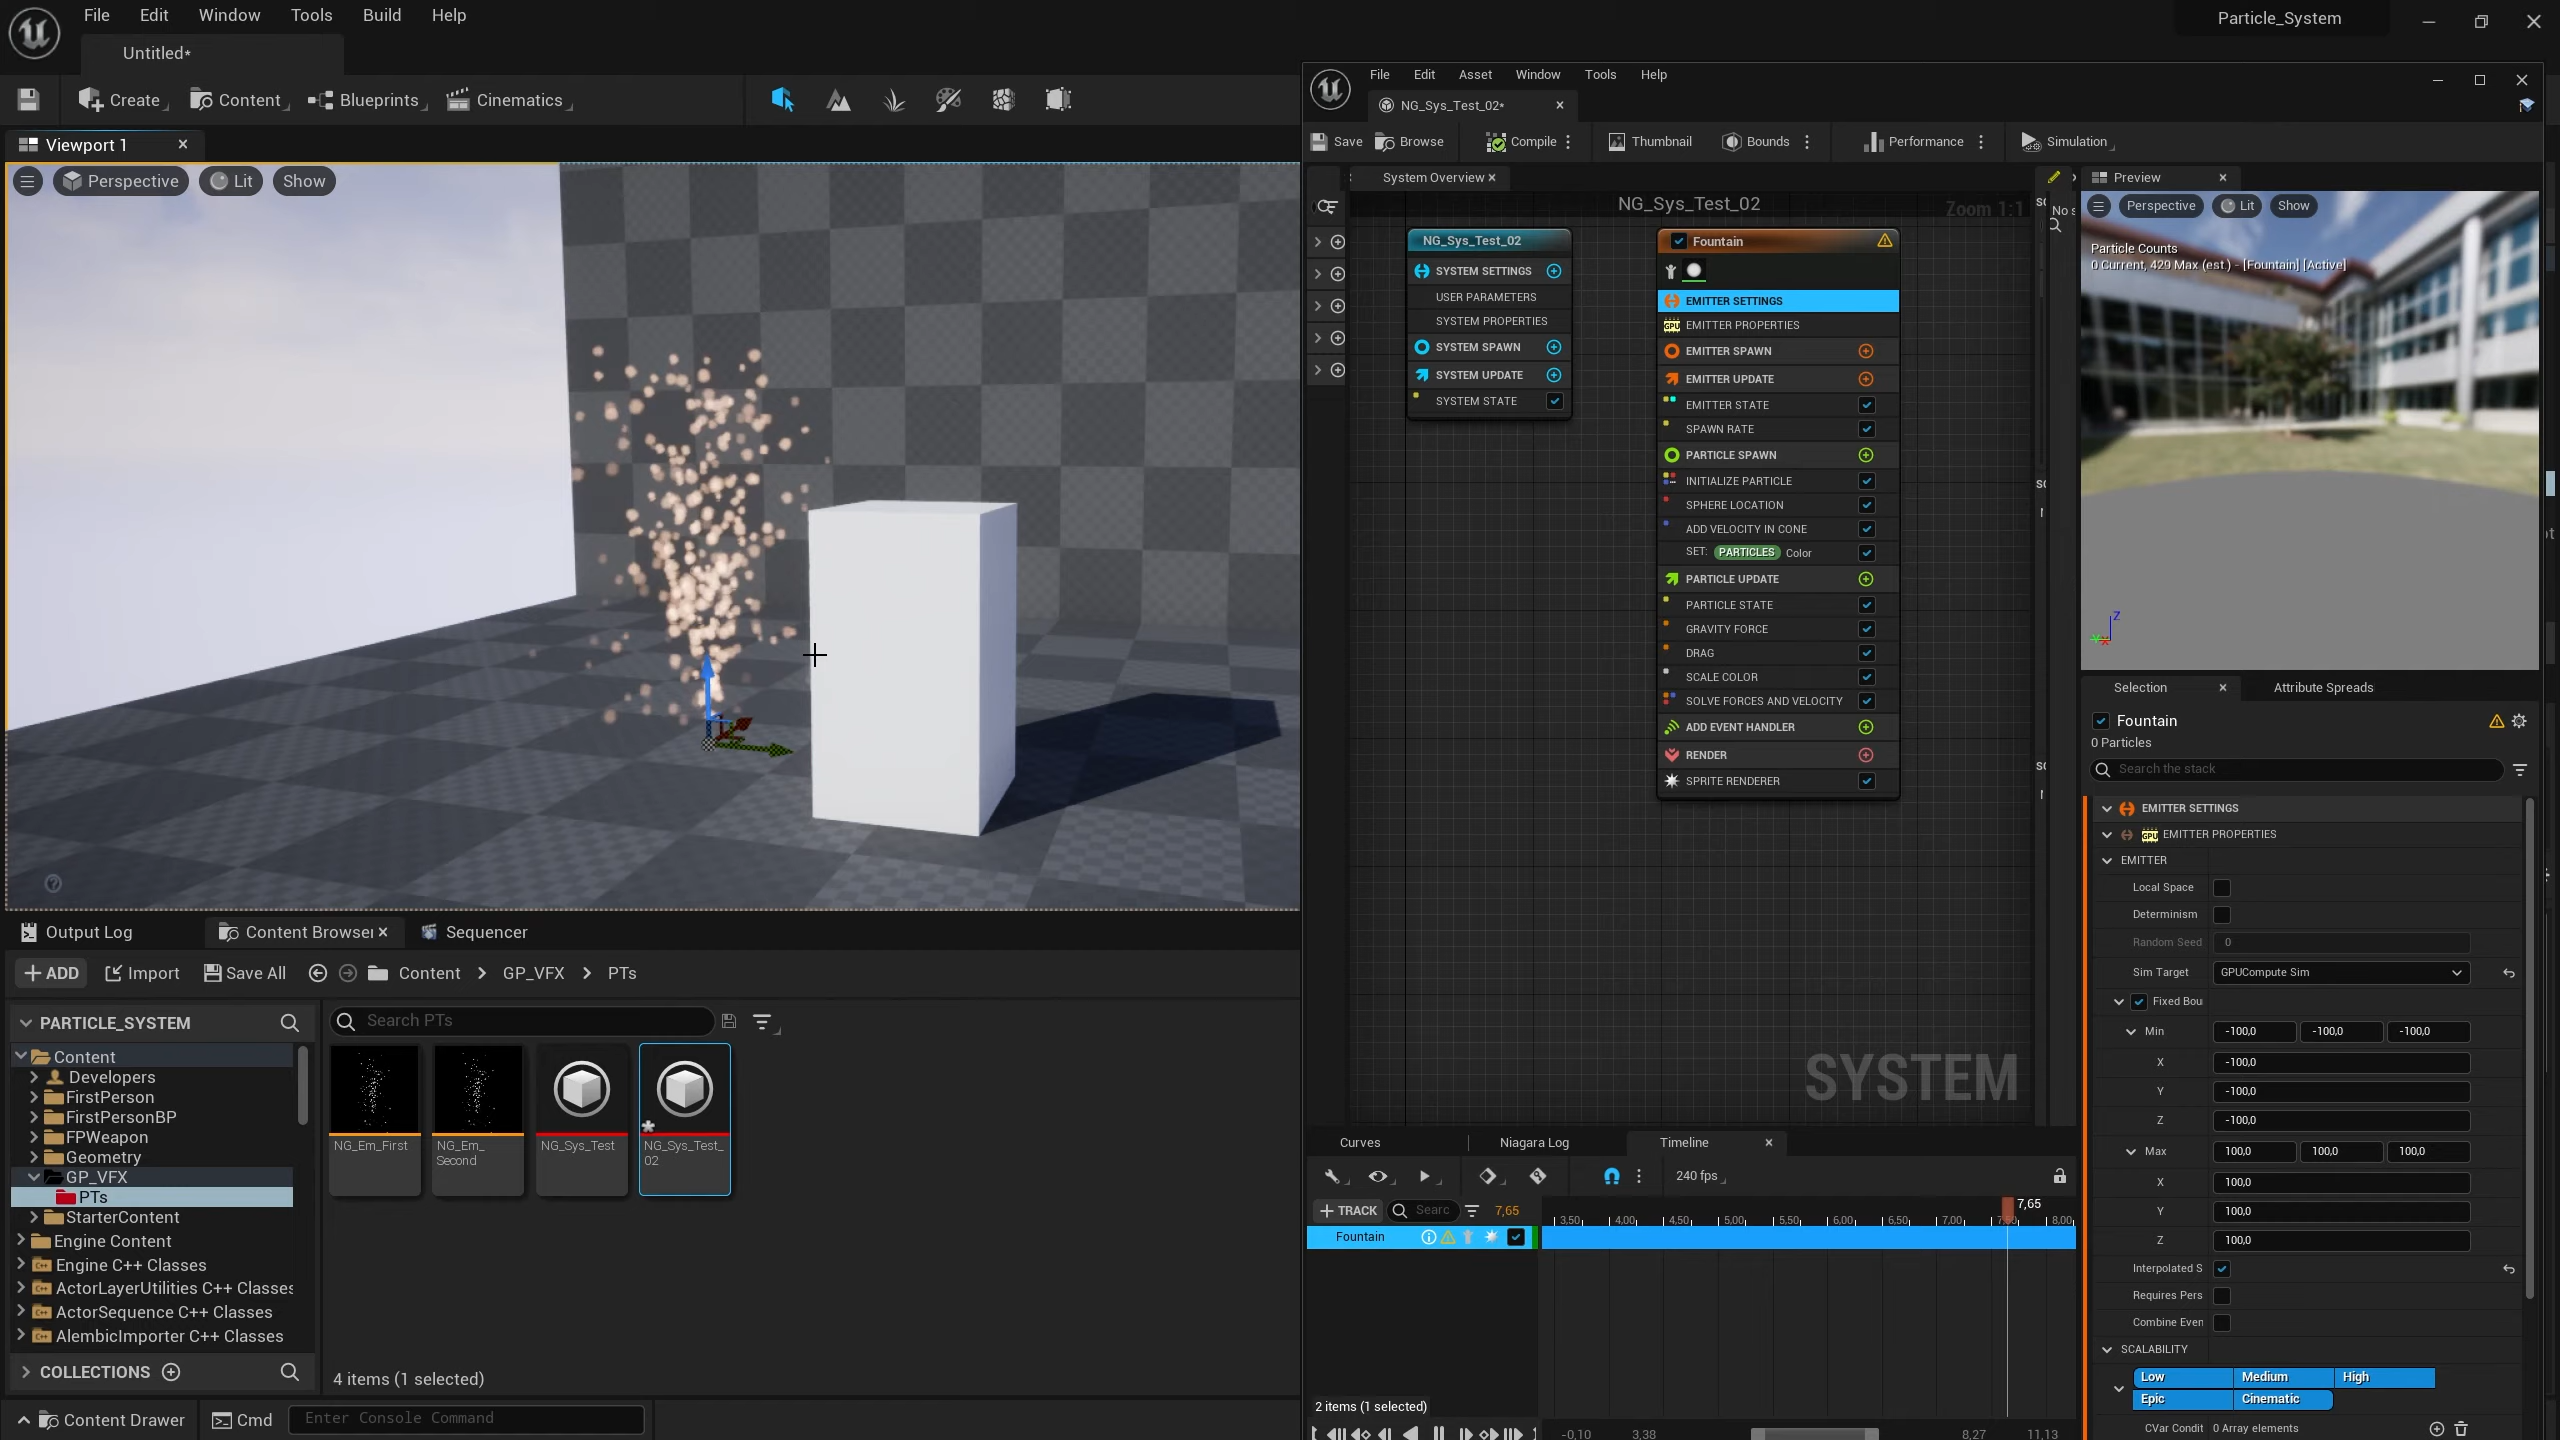 File Edit Window Tools Build Help
Particle_System
Untitled*
Create Content Blueprints Cinematics
Viewport 1
Perspective Lit Show
Output Log Content Browser Sequencer
ADD Import Save All Content GP_VFX PTs
PARTICLE_SYSTEM
Search PTs
Content
Developers
FirstPerson
FirstPersonBP
FPWeapon
Geometry
GP_VFX
PTs
StarterContent
Engine Content
Engine C++ Classes
ActorLayerUtilities C++ Classes
ActorSequence C++ Classes
AlembicImporter C++ Classes
COLLECTIONS
NG_Em_First
NG_Em_
Second
NG_Sys_Test
NG_Sys_Test_
02
4 items (1 selected)
Content Drawer Cmd Enter Console Command
File Edit Asset Window Tools Help
NG_Sys_Test_02*
Save Browse Compile Thumbnail Bounds Performance Simulation
System Overview
NG_Sys_Test_02
Zoom 1:1
NG_Sys_Test_02
SYSTEM SETTINGS
USER PARAMETERS
SYSTEM PROPERTIES
SYSTEM SPAWN
SYSTEM UPDATE
SYSTEM STATE
Fountain
EMITTER SETTINGS
GPU EMITTER PROPERTIES
EMITTER SPAWN
EMITTER UPDATE
EMITTER STATE
SPAWN RATE
PARTICLE SPAWN
INITIALIZE PARTICLE
SPHERE LOCATION
ADD VELOCITY IN CONE
SET: PARTICLES Color
PARTICLE UPDATE
PARTICLE STATE
GRAVITY FORCE
DRAG
SCALE COLOR
SOLVE FORCES AND VELOCITY
ADD EVENT HANDLER
RENDER
SPRITE RENDERER
SYSTEM
No s
Preview
Perspective Lit Show
Particle Counts
0 Current, 429 Max (est.) - [Fountain] [Active]
Z
Selection Attribute Spreads
Fountain
0 Particles
Search the stack
EMITTER SETTINGS
GPU EMITTER PROPERTIES
EMITTER
Local Space
Determinism
Random Seed 0
Sim Target GPUCompute Sim
Fixed Bou
Min -100,0 -100,0 -100,0
X -100,0
Y -100,0
Z -100,0
Max 100,0 100,0 100,0
X 100,0
Y 100,0
Z 100,0
Interpolated S
Requires Pers
Combine Even
SCALABILITY
Low Medium High
Epic Cinematic
CVar Condit 0 Array elements
Curves Niagara Log Timeline
240 fps
TRACK Searc 7,65
7,65
3,50 4,00 4,50 5,00 5,50 6,00 6,50 7,00 8,00
Fountain
2 items (1 selected)
-0,10 3,38 8,27 11,13